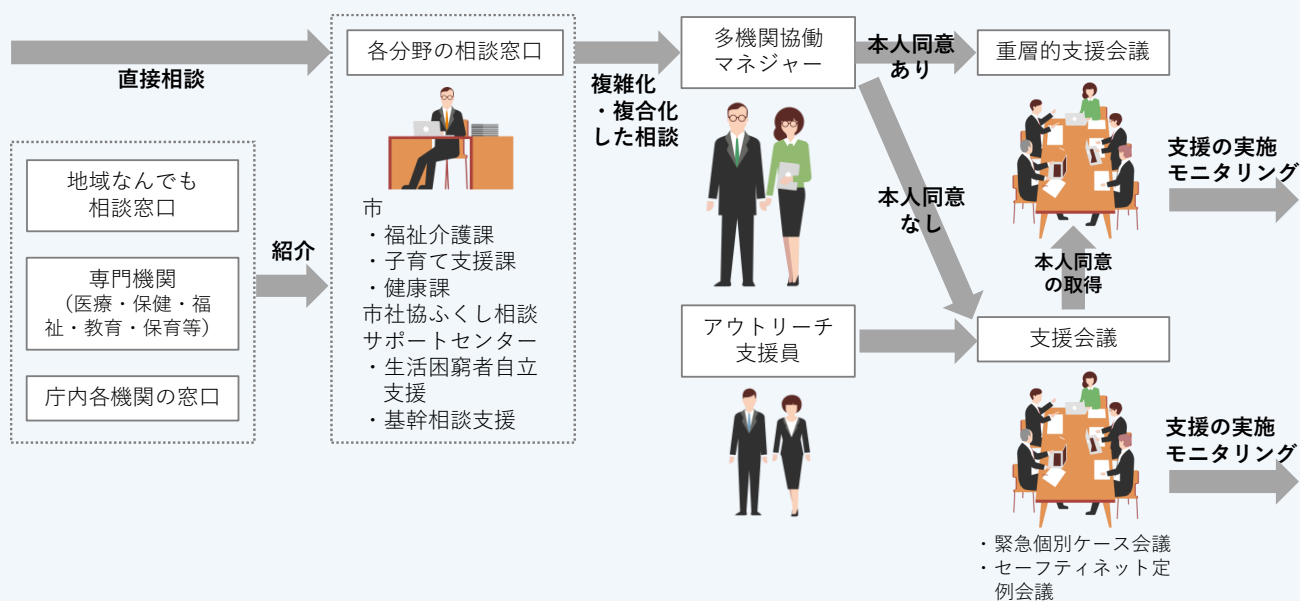 直接相談
地域なんでも
相談窓口
専門機関
（医療・保健・福
祉・教育・保育等）
庁内各機関の窓口
紹介
各分野の相談窓口
市
・福祉介護課
・子育て支援課
・健康課
市社協ふくし相談
サポートセンター
・生活困窮者自立
支援
・基幹相談支援
複雑化
・複合化
した相談
多機関協働
マネジャー
アウトリーチ
支援員
本人同意
あり
本人同意
なし
重層的支援会議
本人同意
の取得
支援会議
・緊急個別ケース会議
・セーフティネット定
例会議
支援の実施
モニタリング
支援の実施
モニタリング